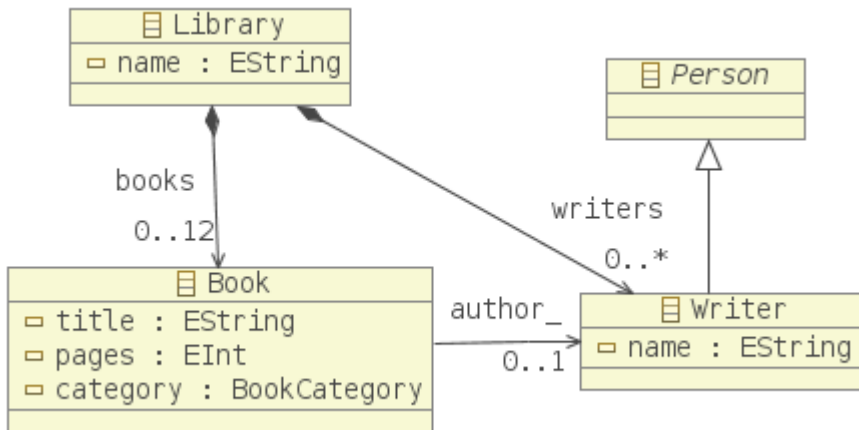 Library
name : EString
Person
books
0..12
writers
0..*
Book
title : EString
pages : EInt
category : BookCategory
author_
0..1
Writer
name : EString